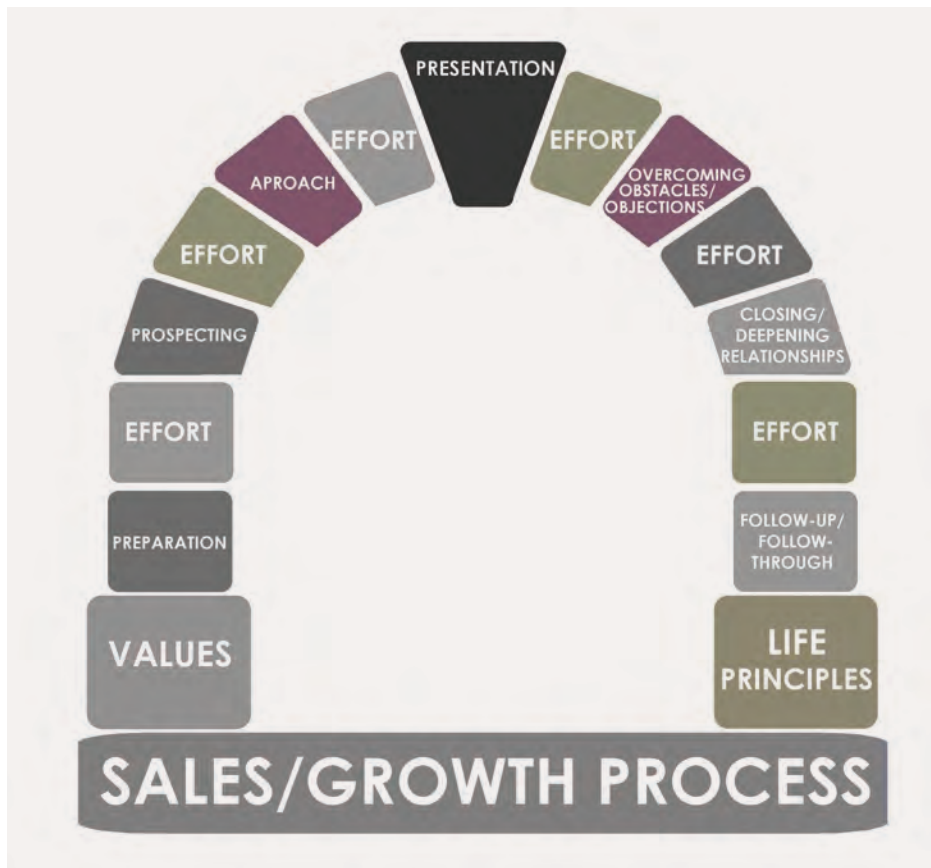 PRESENTATION
EFFORT
EFFORT
APROACH
OVERCOMING
OBSTACLES/
OBJECTIONS
EFFORT
EFFORT
PROSPECTING
CLOSING/
DEEPENING
RELATIONSHIPS
EFFORT
EFFORT
PREPARATION
FOLLOW-UP/
FOLLOW-
THROUGH
VALUES
LIFE
PRINCIPLES
SALES/GROWTH PROCESS